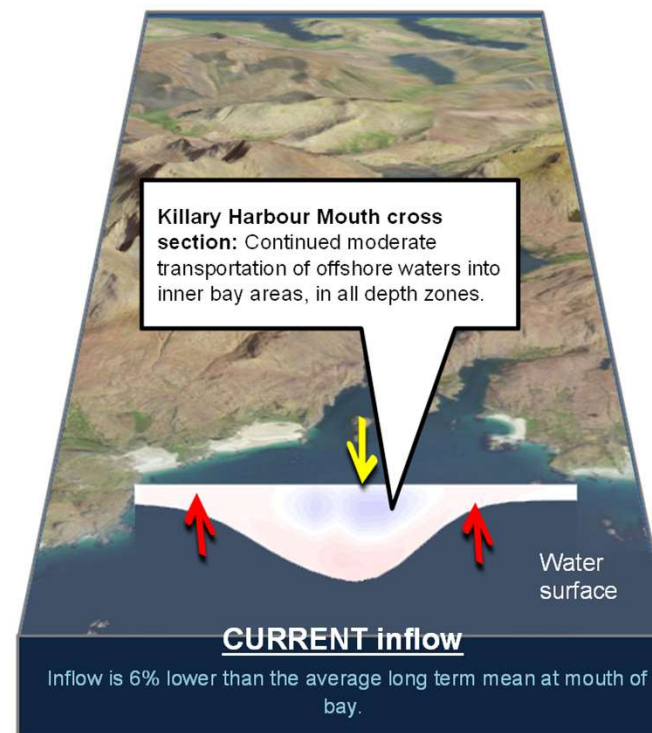 Killary Harbour Mouth cross
section: Continued moderate
transportation of offshore waters into
inner bay areas, in all depth zones.
Water
surface
CURRENT inflow
Inflow is 6% lower than the average long term mean at mouth of
bay.